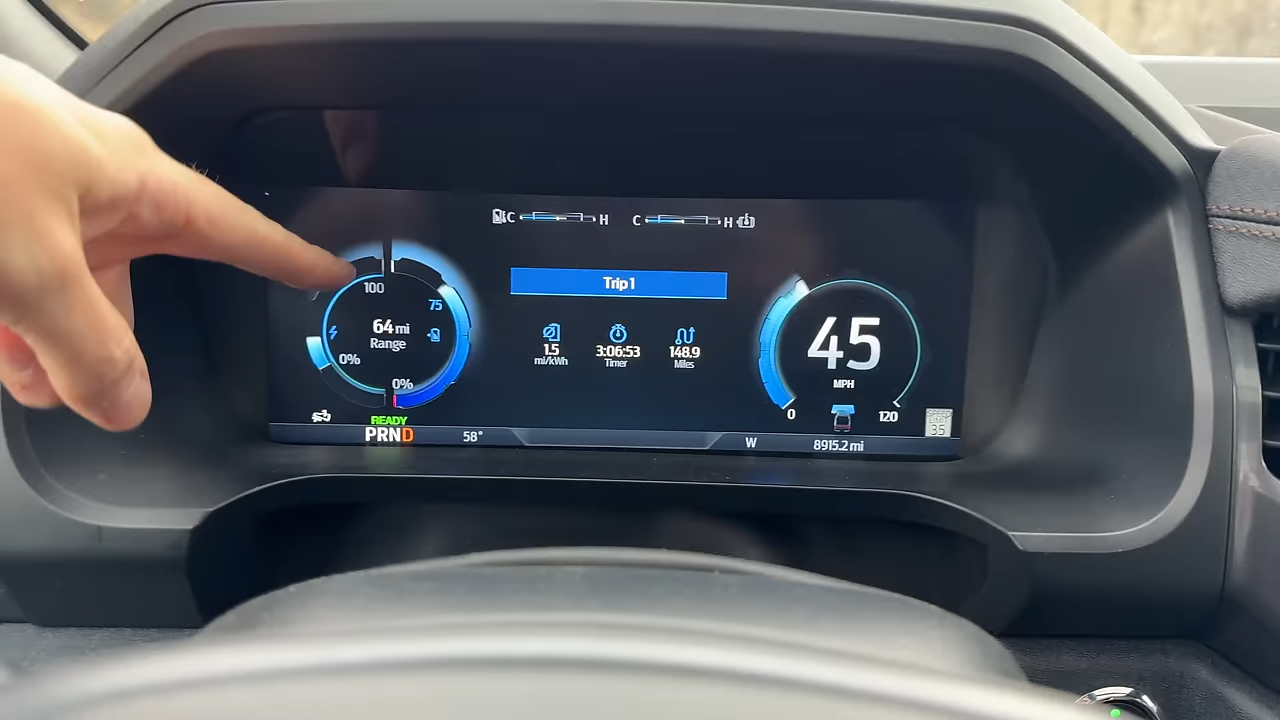 C H C H
Trip 1
100
75
64 mi
Range
0%
0%
1.5
mi/kWh
3:06:53
Timer
148.9
Miles
45
MPH
0
120
SPEED
LIMIT
35
READY
PRND
58°
W
8915.2 mi